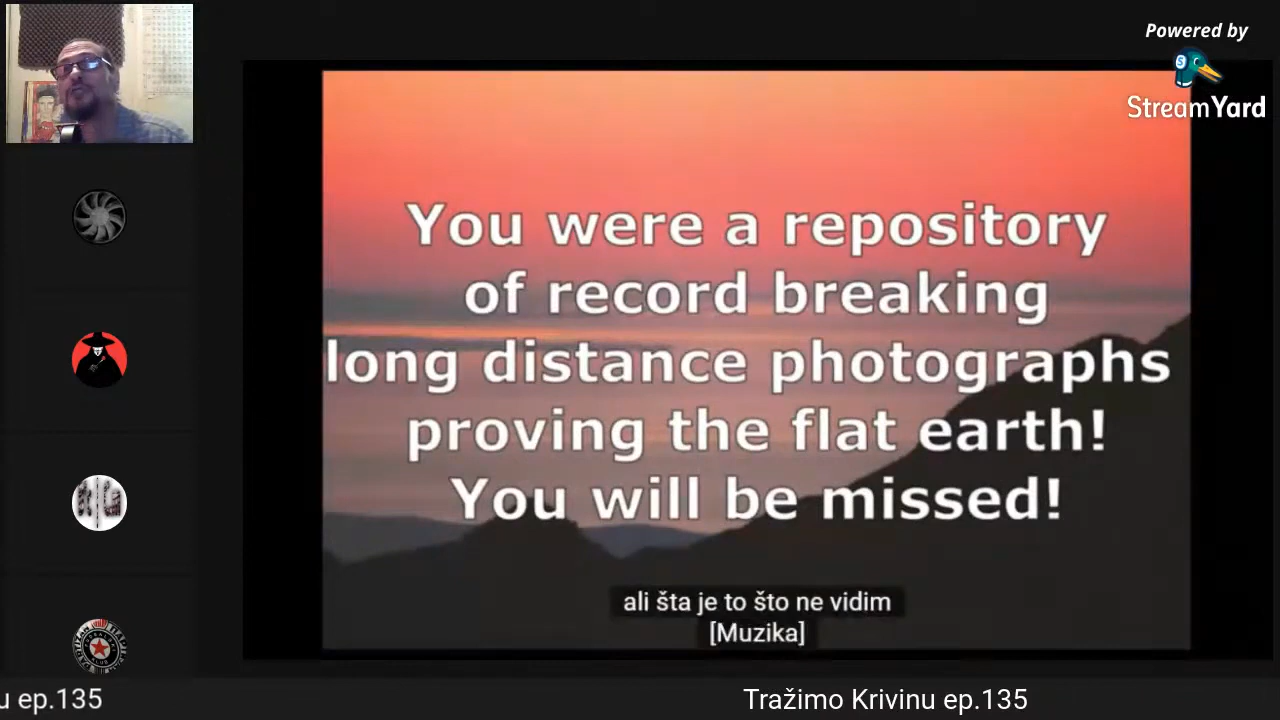 Powered by
StreamYard
You were a repository
of record breaking
long distance photographs
proving the flat earth!
You will be missed!
ali šta je to što ne vidim
[Muzika]
u ep.135
Tražimo Krivinu ep.135